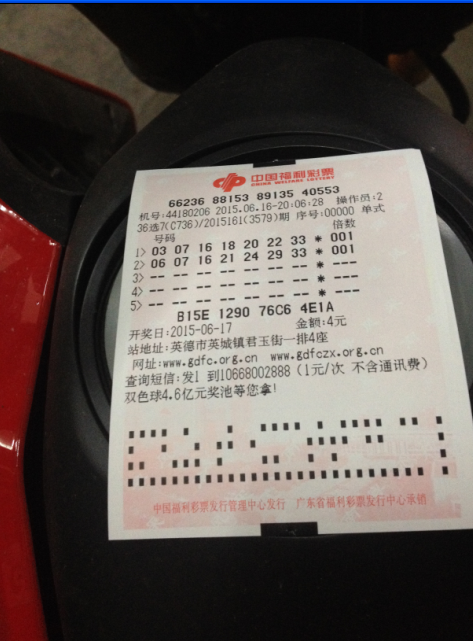 中国福利彩票
CHINA WELFARE LOTTERY
66236 88153 89135 40553
机号:44180206 2015.06.16-20:06:28 操作员:2
36选7(C736)/2015161(3579)期 序号:00000 单式
号码 倍数
1> 03 07 16 18 20 22 33 * 001
2> 06 07 16 21 24 29 33 * 001
3> -- -- -- -- -- -- -- * ---
4> -- -- -- -- -- -- -- * ---
5> -- -- -- -- -- -- -- * ---
B15E 1290 76C6 4E1A
开奖日:2015-06-17 金额:4元
站地址:英德市英城镇君玉街一排4座
网址:www.gdfc.org.cn www.gdfczx.org.cn
查询短信:发1 到10668002888 (1元/次 不含通讯费)
双色球4.6亿元奖池等您拿!
中国福利彩票发行管理中心发行 广东省福利彩票发行中心承销